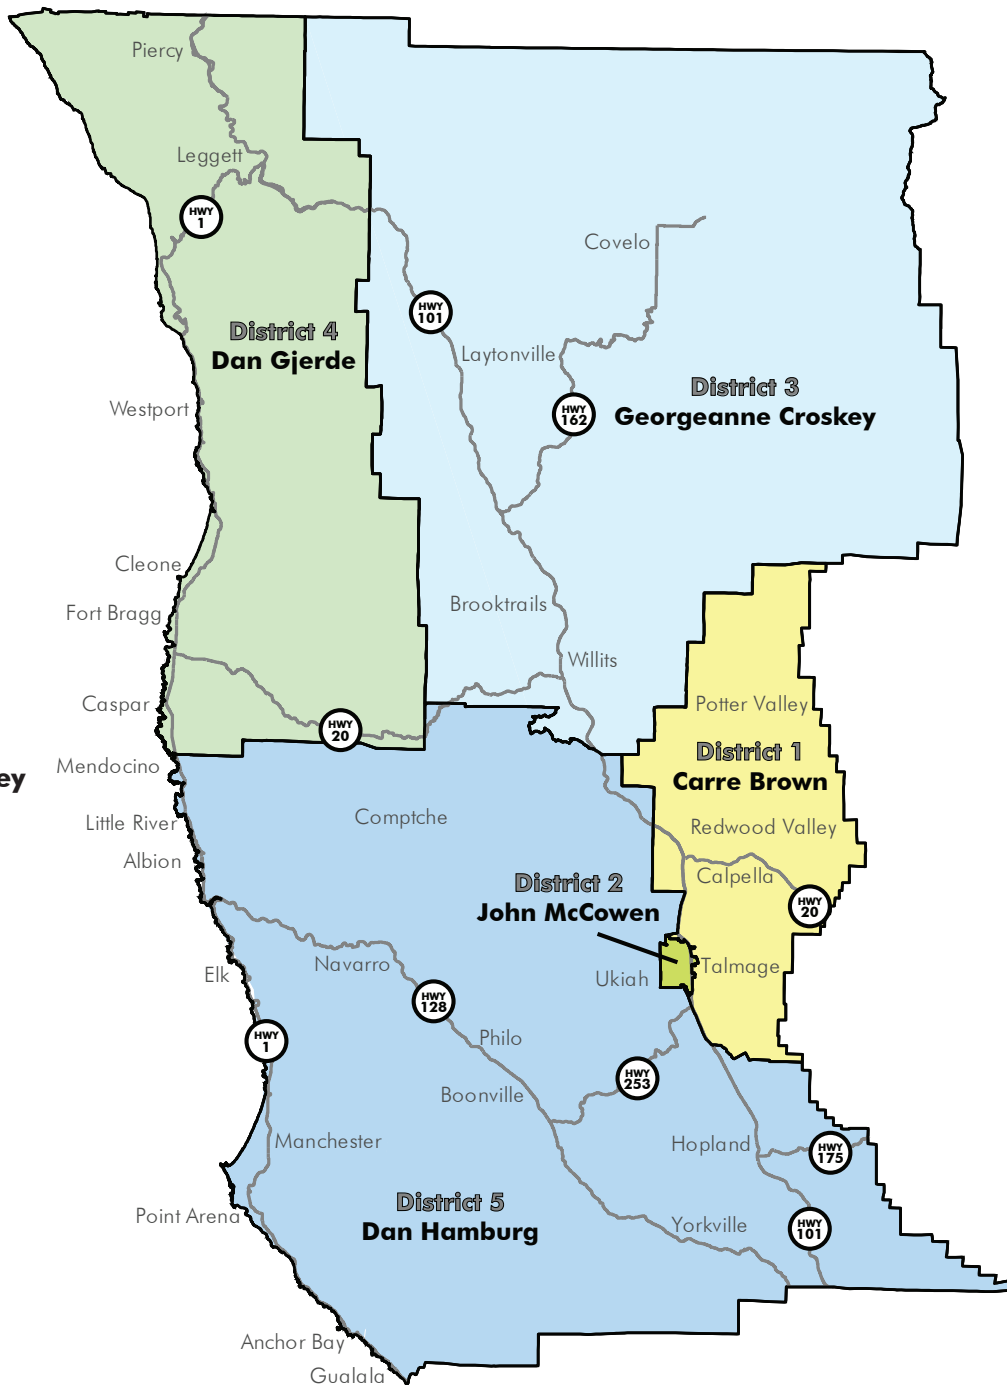 Piercy
Leggett
HWY
1
Covelo
HWY
101
District 4
Dan Gjerde
Laytonville
District 3
Georgeanne Croskey
HWY
162
Westport
Cleone
Fort Bragg
Brooktrails
Willits
Caspar
HWY
20
Potter Valley
District 1
Carre Brown
Mendocino
ey
Little River
Comptche
Redwood Valley
Albion
Calpella
District 2
John McCowen
HWY
20
Elk
Navarro
Ukiah
Talmage
HWY
128
HWY
1
Philo
HWY
253
Boonville
Manchester
Hopland
HWY
175
Point Arena
District 5
Dan Hamburg
Yorkville
HWY
101
Anchor Bay
Gualala